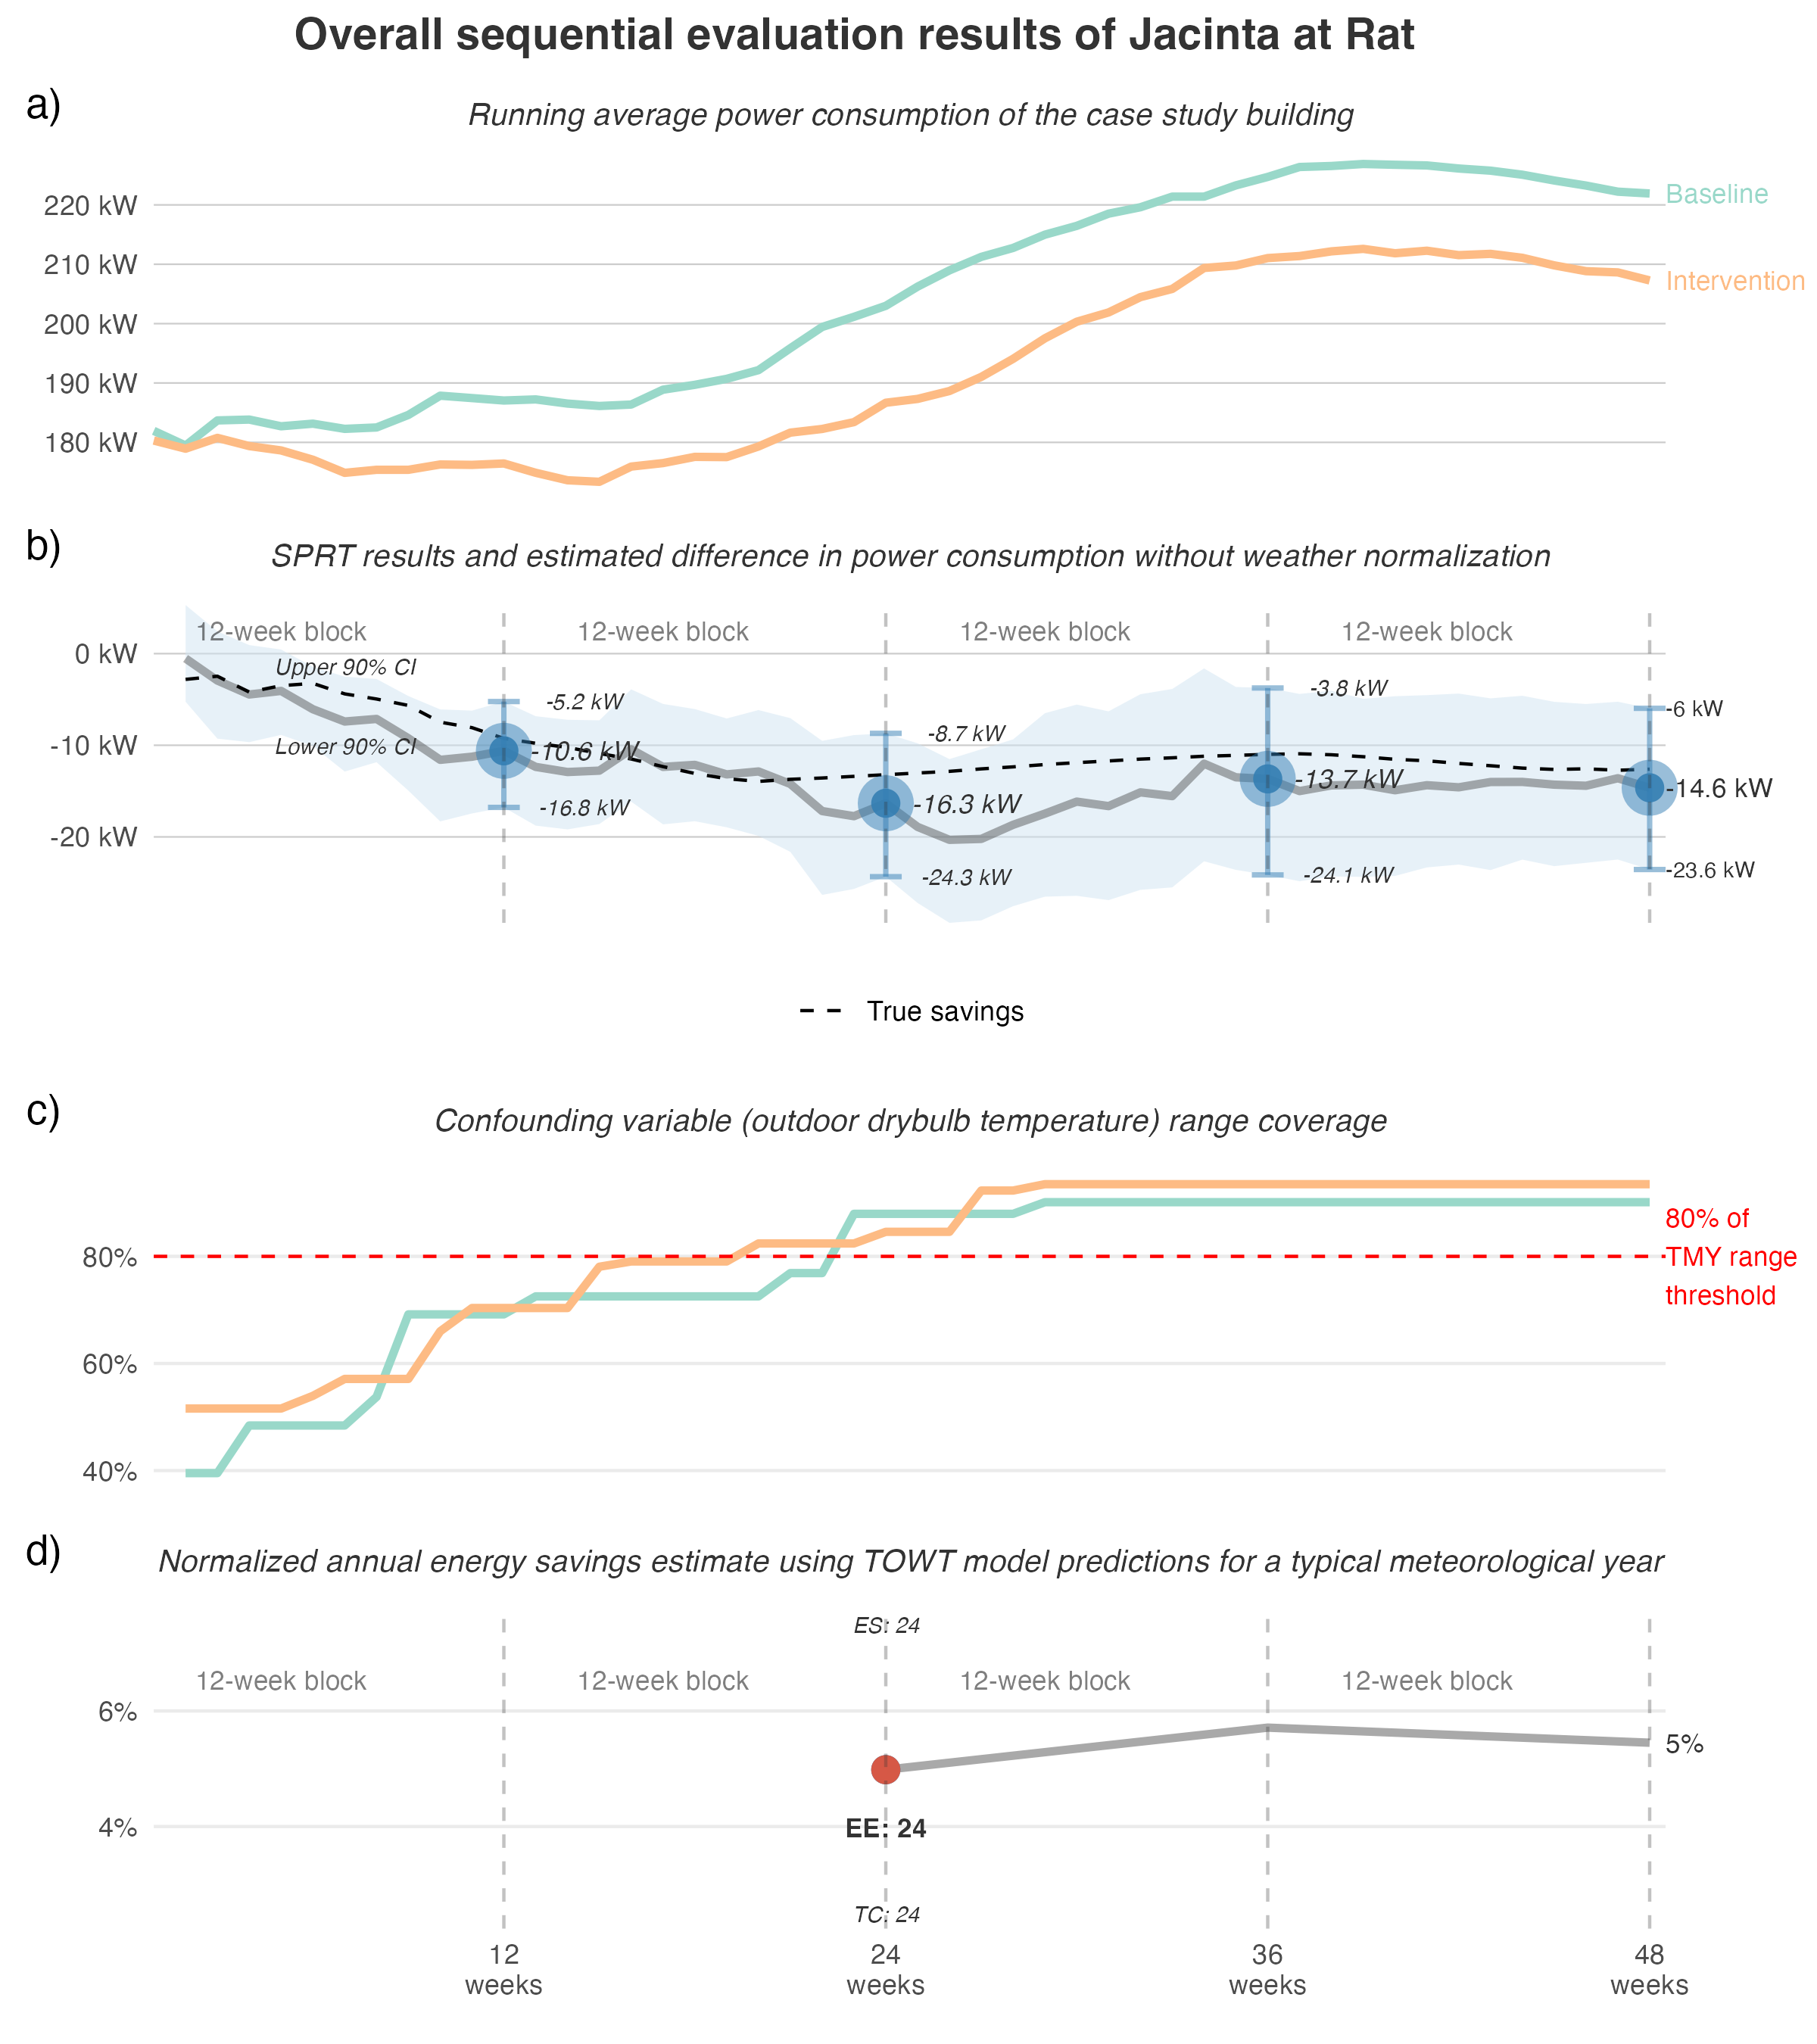 Overall sequential evaluation results of Jacinta at Rat
a)
Running average power consumption of the case study building
220 kW
210 kW
200 kW
190 kW
180 kW
Baseline
Intervention
b)
SPRT results and estimated difference in power consumption without weather normalization
12-week block
12-week block
12-week block
12-week block
0 kW
-10 kW
-20 kW
Upper 90% CI
Lower 90% CI
-5.2 kW
-10.6 kW
-16.8 kW
-8.7 kW
-16.3 kW
-24.3 kW
-3.8 kW
-13.7 kW
-24.1 kW
-6 kW
-14.6 kW
-23.6 kW
True savings
c)
Confounding variable (outdoor drybulb temperature) range coverage
80%
60%
40%
80% of
TMY range
threshold
d)
Normalized annual energy savings estimate using TOWT model predictions for a typical meteorological year
ES: 24
12-week block
12-week block
12-week block
12-week block
6%
4%
5%
EE: 24
TC: 24
12
weeks
24
weeks
36
weeks
48
weeks